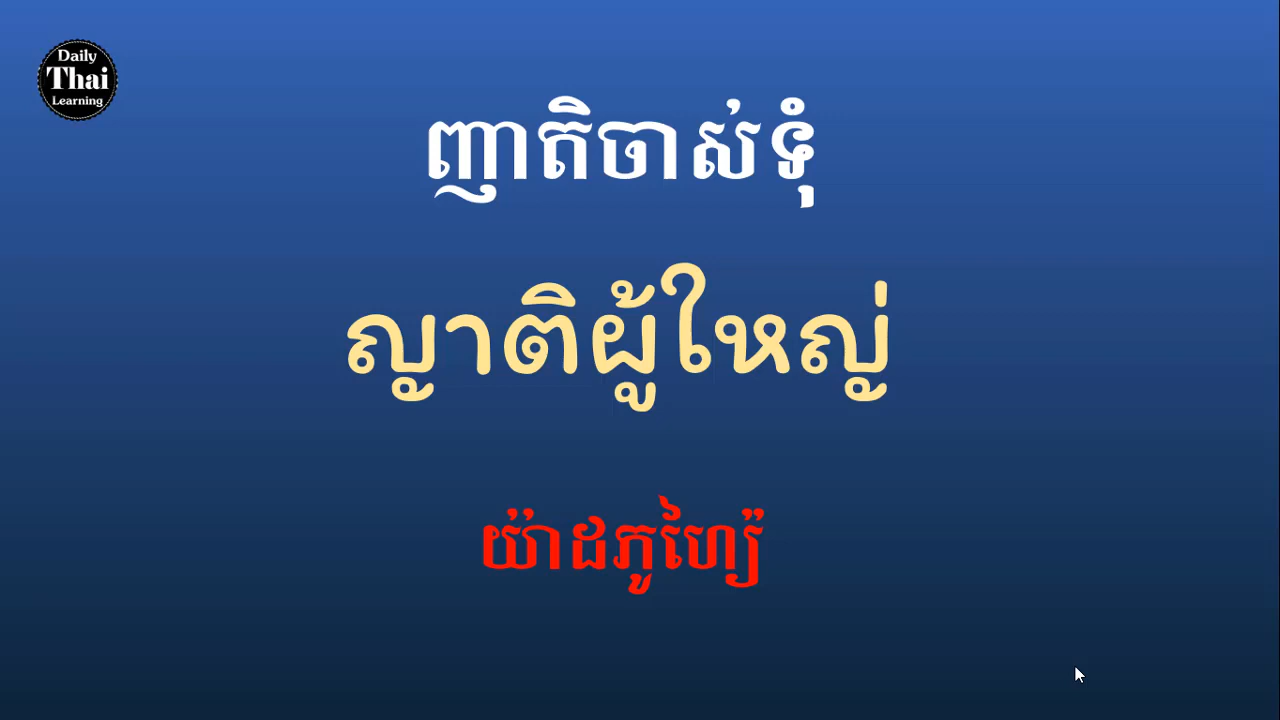 Daily
Thai
Learning
ញាតិចាស់ទុំ
ญาติผู้ใหญ่
យ៉ាដភូហៃ្យ៉